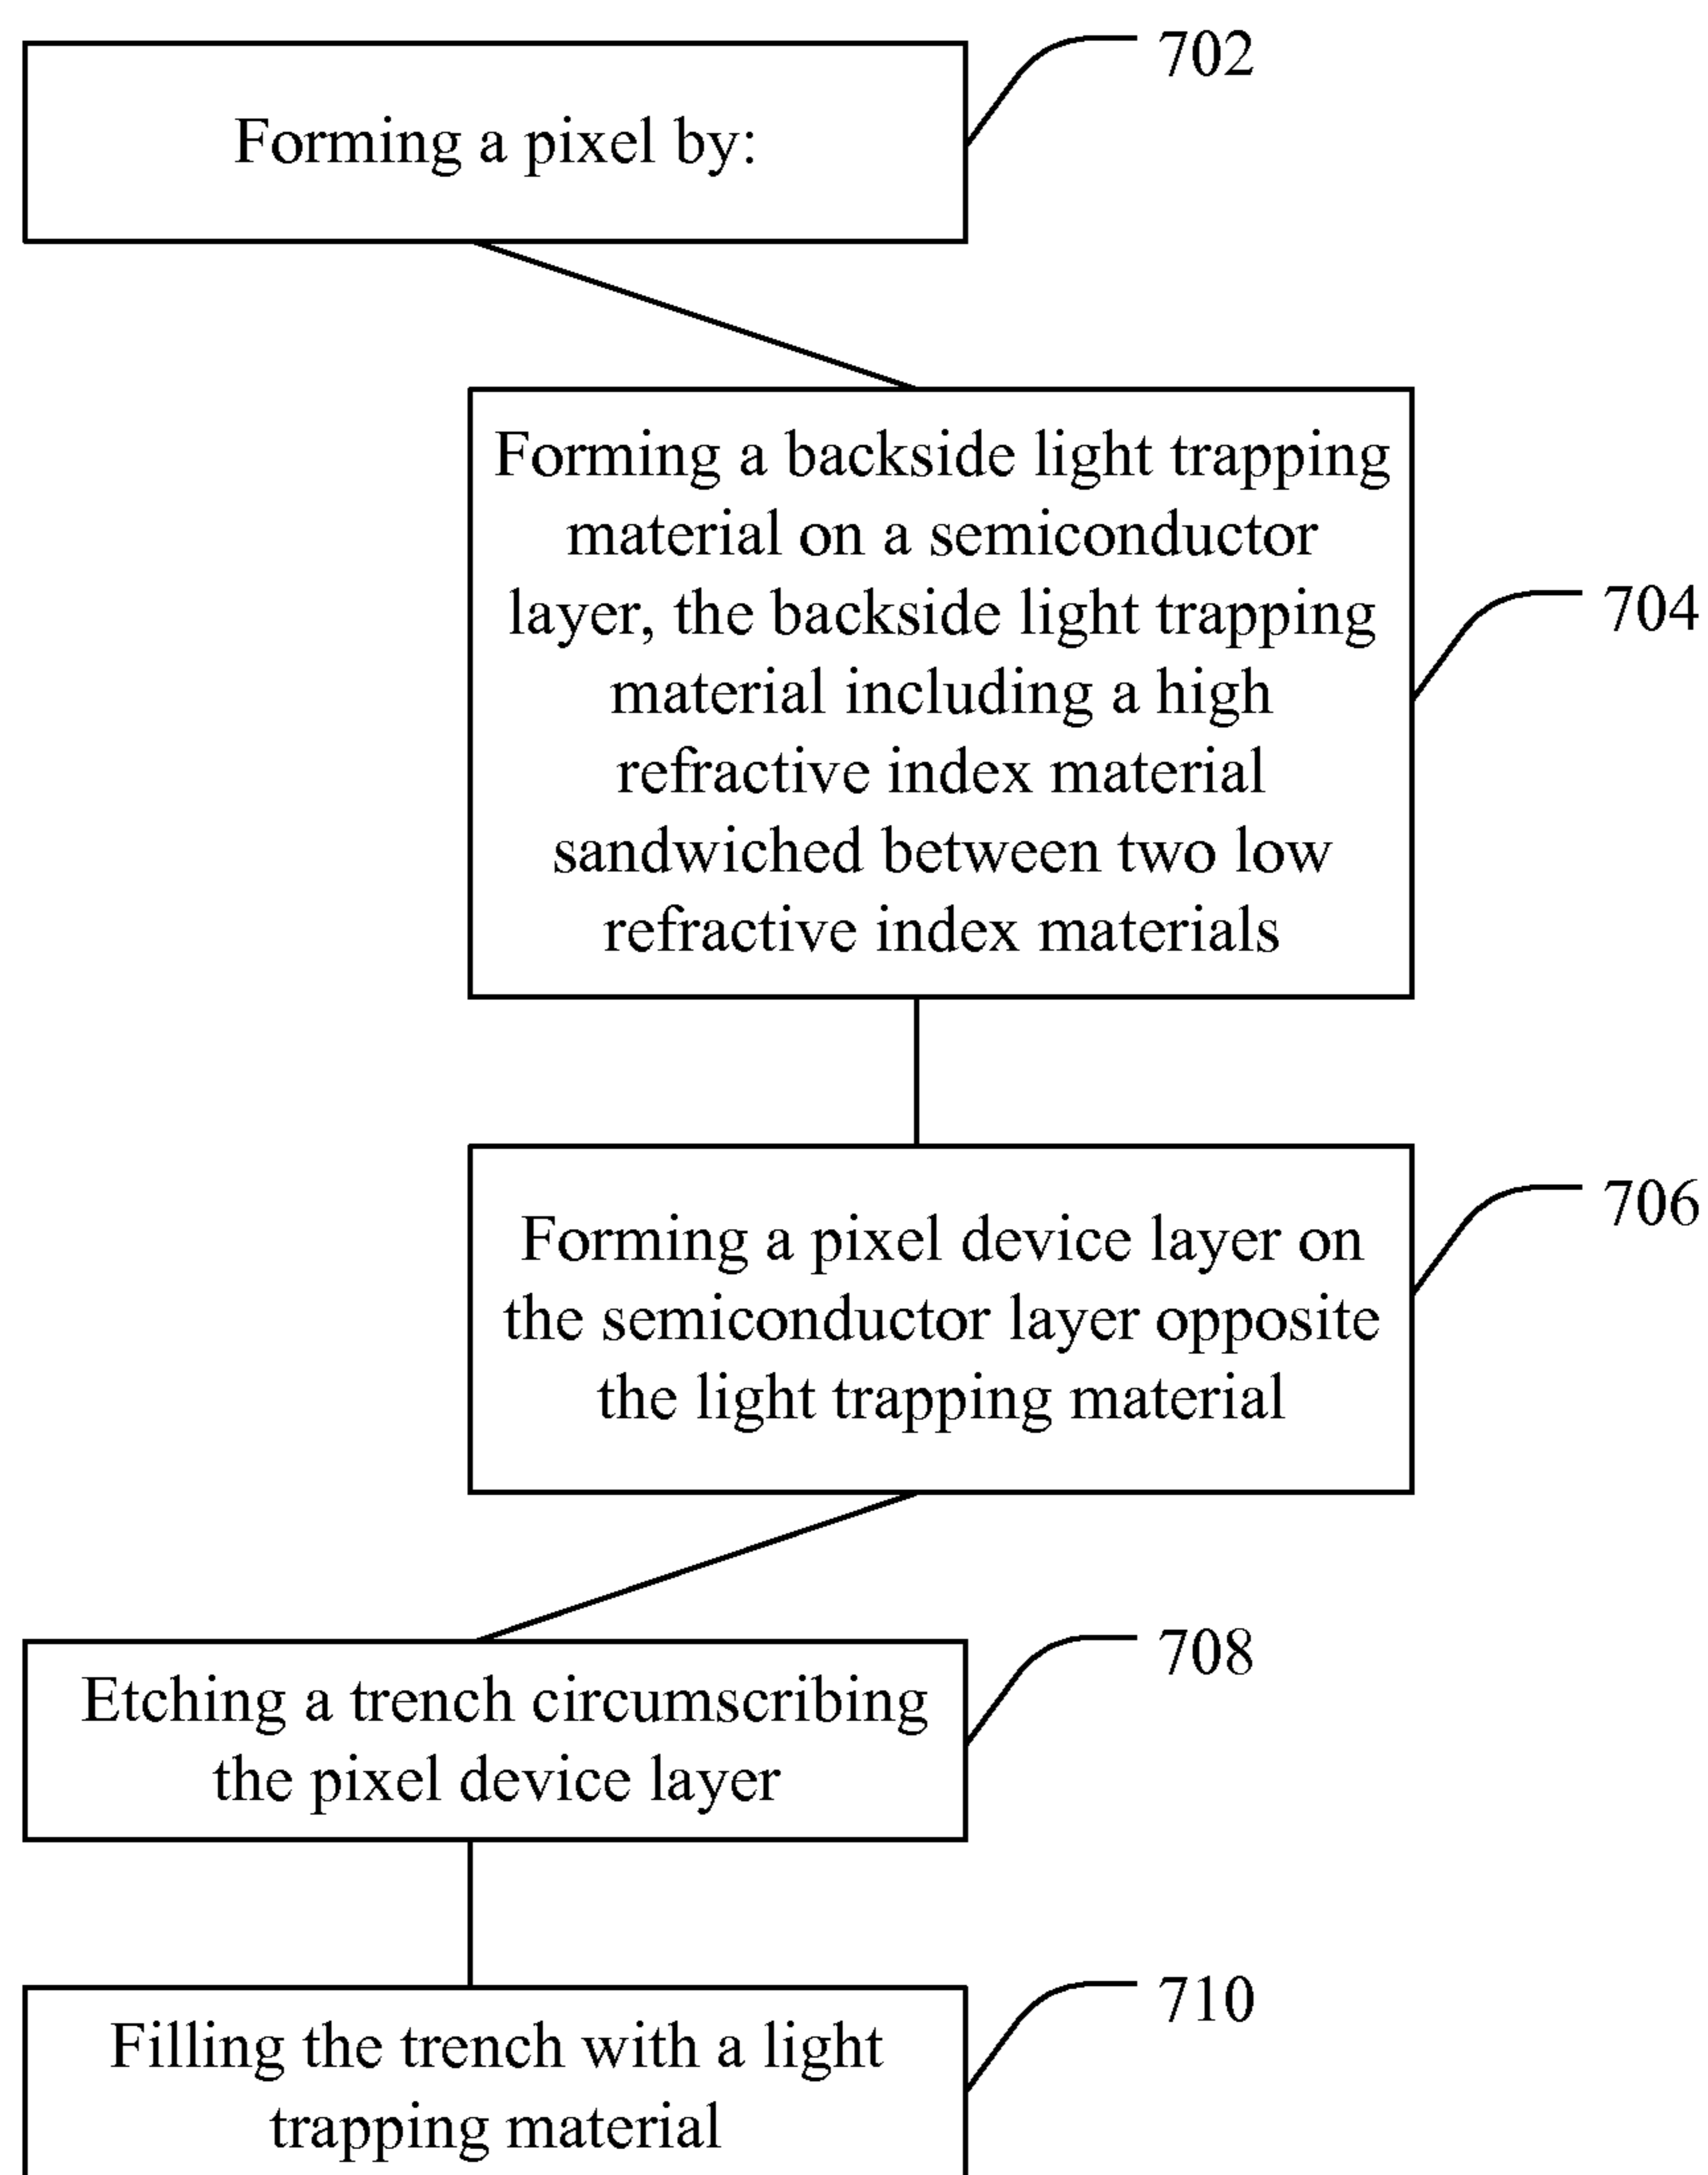 702
Forming a pixel by:
Forming a backside light trapping
material on a semiconductor
layer, the backside light trapping
material including a high
refractive index material
sandwiched between two low
refractive index materials
704
Forming a pixel device layer on
the semiconductor layer opposite
the light trapping material
706
Etching a trench circumscribing
the pixel device layer
708
Filling the trench with a light
trapping material
710